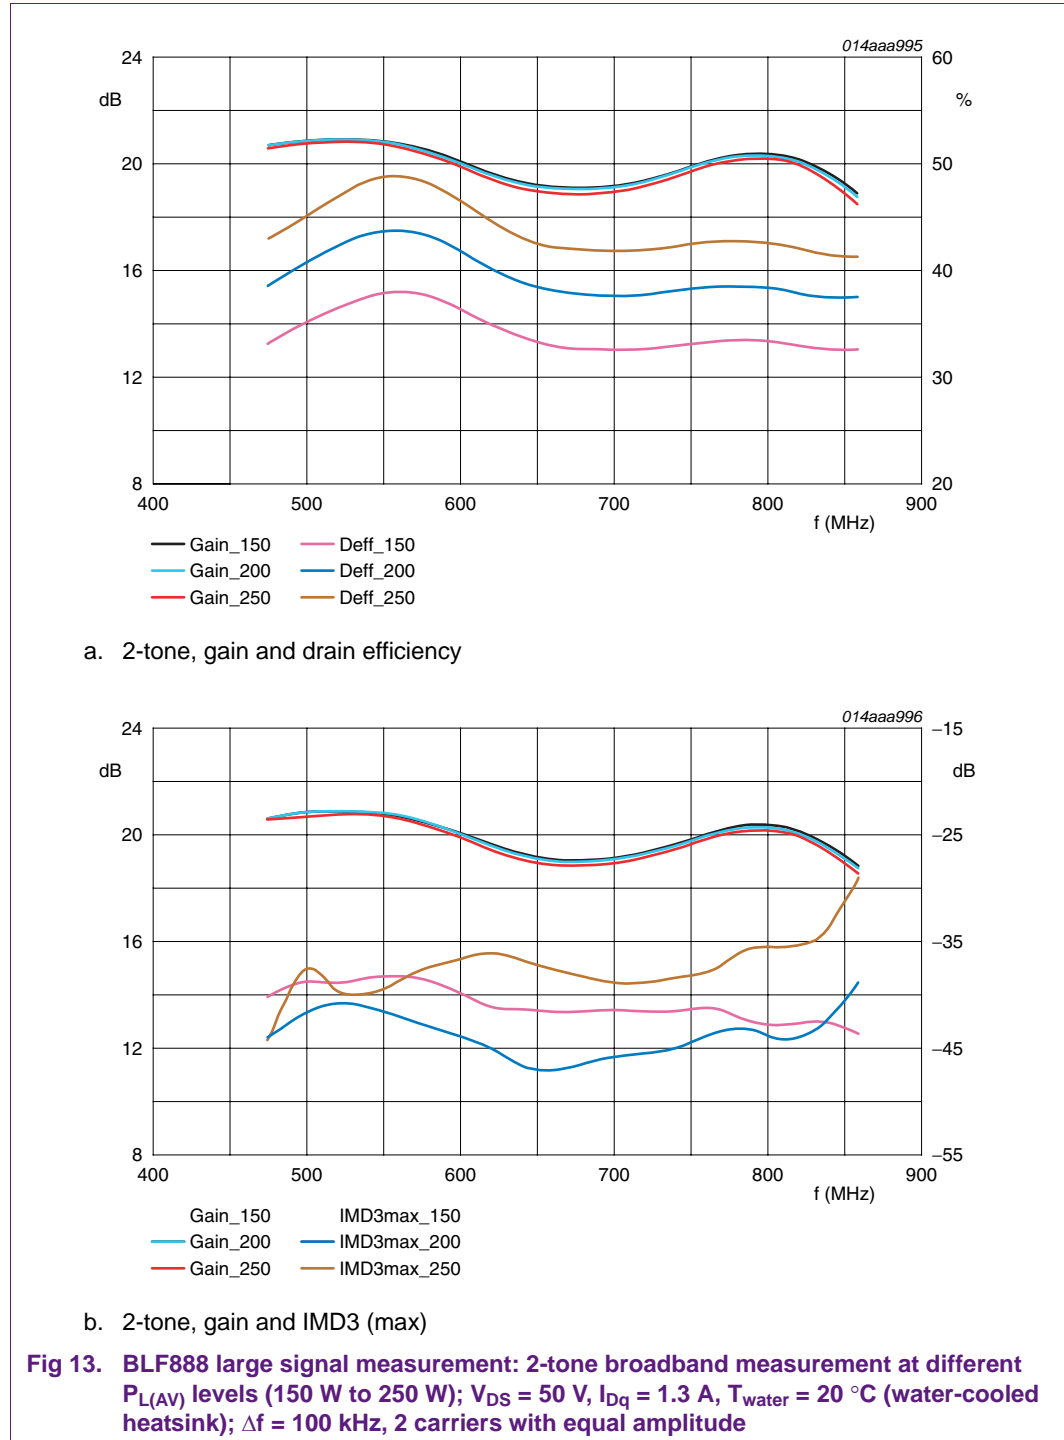 014aaa995
24 60
dB %
20 50
16 40
12 30
8 20
400 500 600 700 800 900
f (MHz)
Gain_150 Deff_150
Gain_200 Deff_200
Gain_250 Deff_250
a. 2-tone, gain and drain efficiency
014aaa996
24 −15
dB dB
20 −25
16 −35
12 −45
8 −55
400 500 600 700 800 900
f (MHz)
Gain_150 IMD3max_150
Gain_200 IMD3max_200
Gain_250 IMD3max_250
b. 2-tone, gain and IMD3 (max)
Fig 13. BLF888 large signal measurement: 2-tone broadband measurement at different
PL(AV) levels (150 W to 250 W); VDS = 50 V, IDq = 1.3 A, Twater = 20 °C (water-cooled
heatsink); Δf = 100 kHz, 2 carriers with equal amplitude